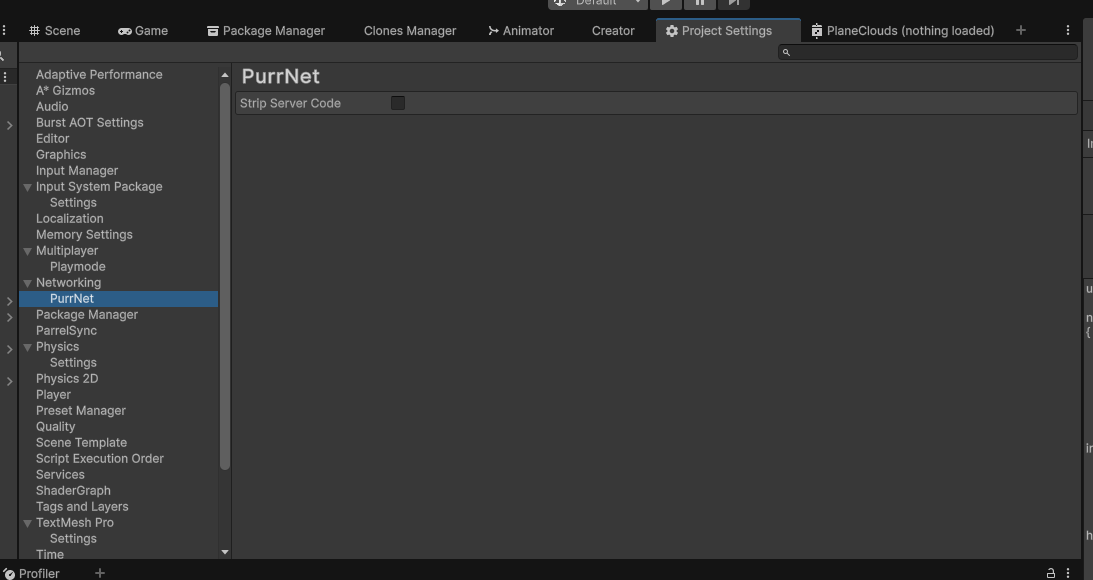 Default
Scene
Game
Package Manager
Clones Manager
Animator
Creator
Project Settings
PlaneClouds (nothing loaded)
Adaptive Performance
A* Gizmos
Audio
Burst AOT Settings
Editor
Graphics
Input Manager
Input System Package
Settings
Localization
Memory Settings
Multiplayer
Playmode
Networking
PurrNet
Package Manager
ParrelSync
Physics
Settings
Physics 2D
Player
Preset Manager
Quality
Scene Template
Script Execution Order
Services
ShaderGraph
Tags and Layers
TextMesh Pro
Settings
Time
PurrNet
Strip Server Code
Profiler